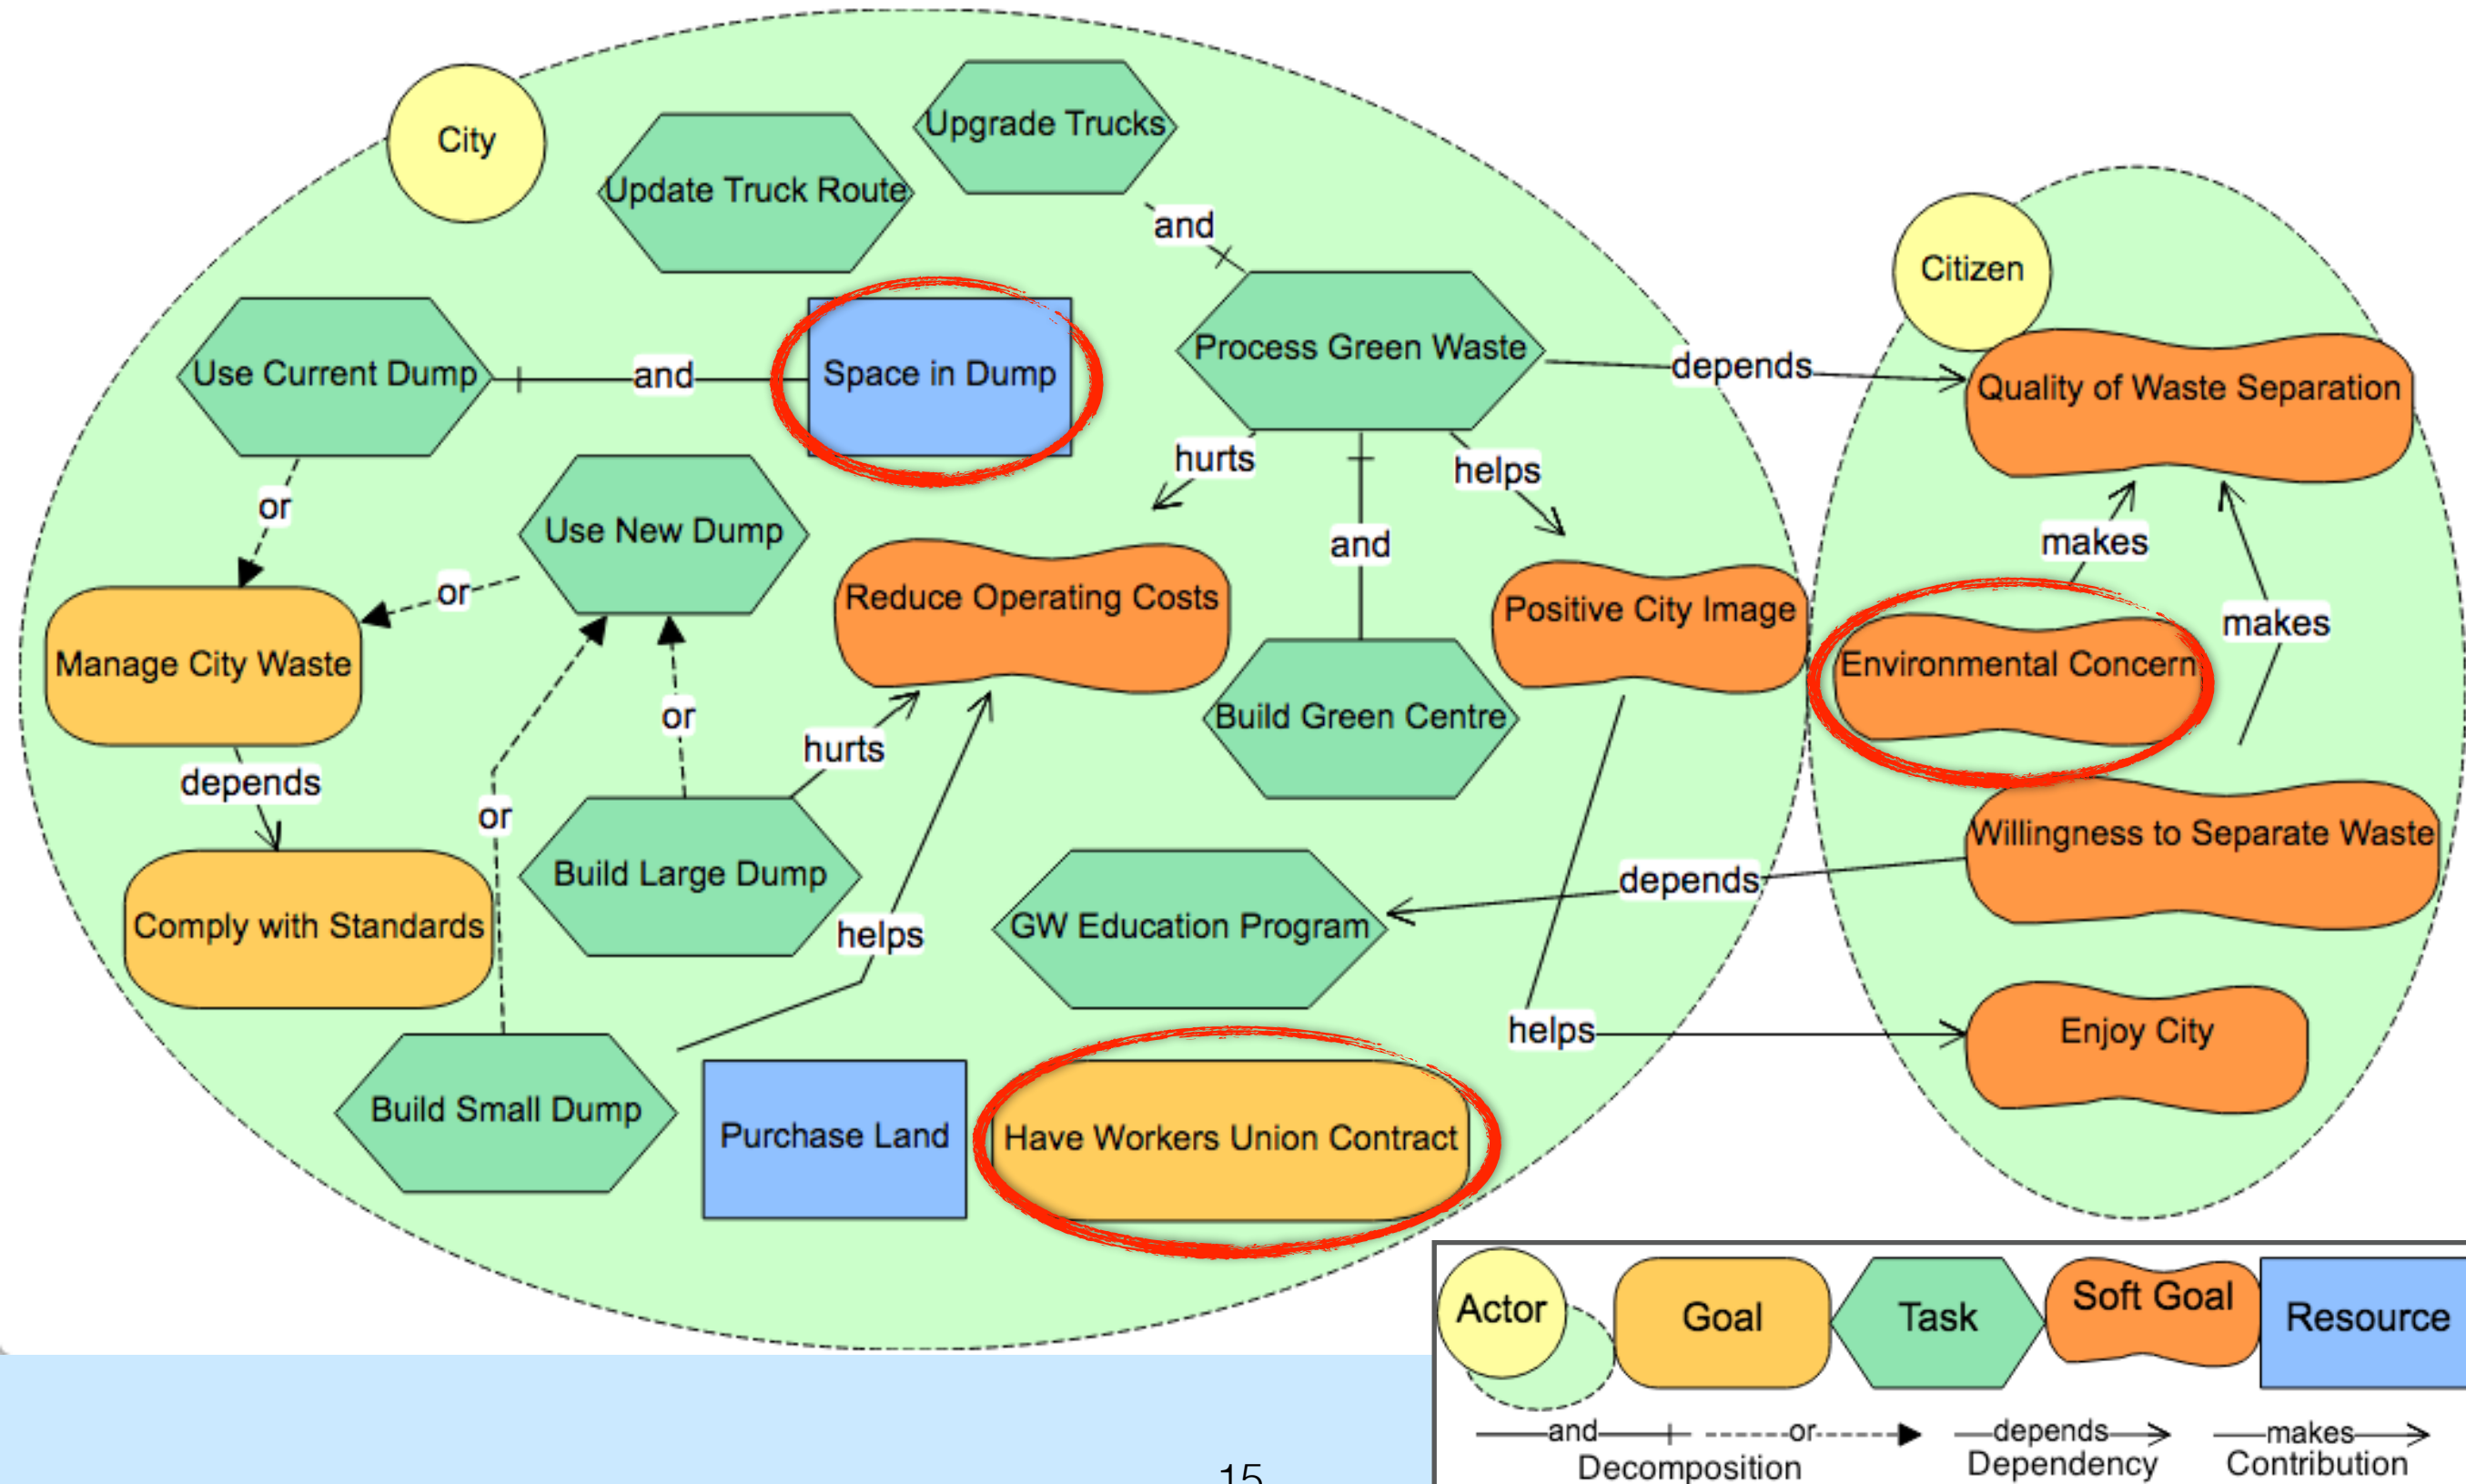 City
Upgrade Trucks
Update Truck Route
and
Citizen
Process Green Waste
depends
Quality of Waste Separation
Use Current Dump
and
Space in Dump
hurts
helps
or
Use New Dump
and
makes
or
Reduce Operating Costs
Positive City Image
makes
Manage City Waste
Environmental Concern
or
Build Green Centre
hurts
depends
or
Willingness to Separate Waste
Build Large Dump
depends
Comply with Standards
helps
GW Education Program
helps
Enjoy City
Build Small Dump
Purchase Land
Have Workers Union Contract
Actor
Goal
Task
Soft Goal
Resource
and
or
depends
makes
Decomposition
Dependency
Contribution
15